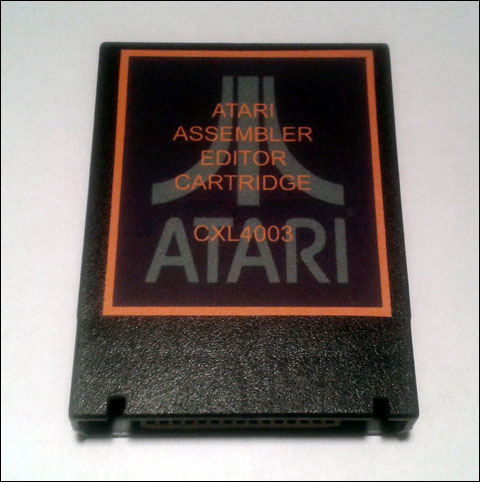 ATARI
ASSEMBLER
EDITOR
CARTRIDGE
CXL4003
ATARI